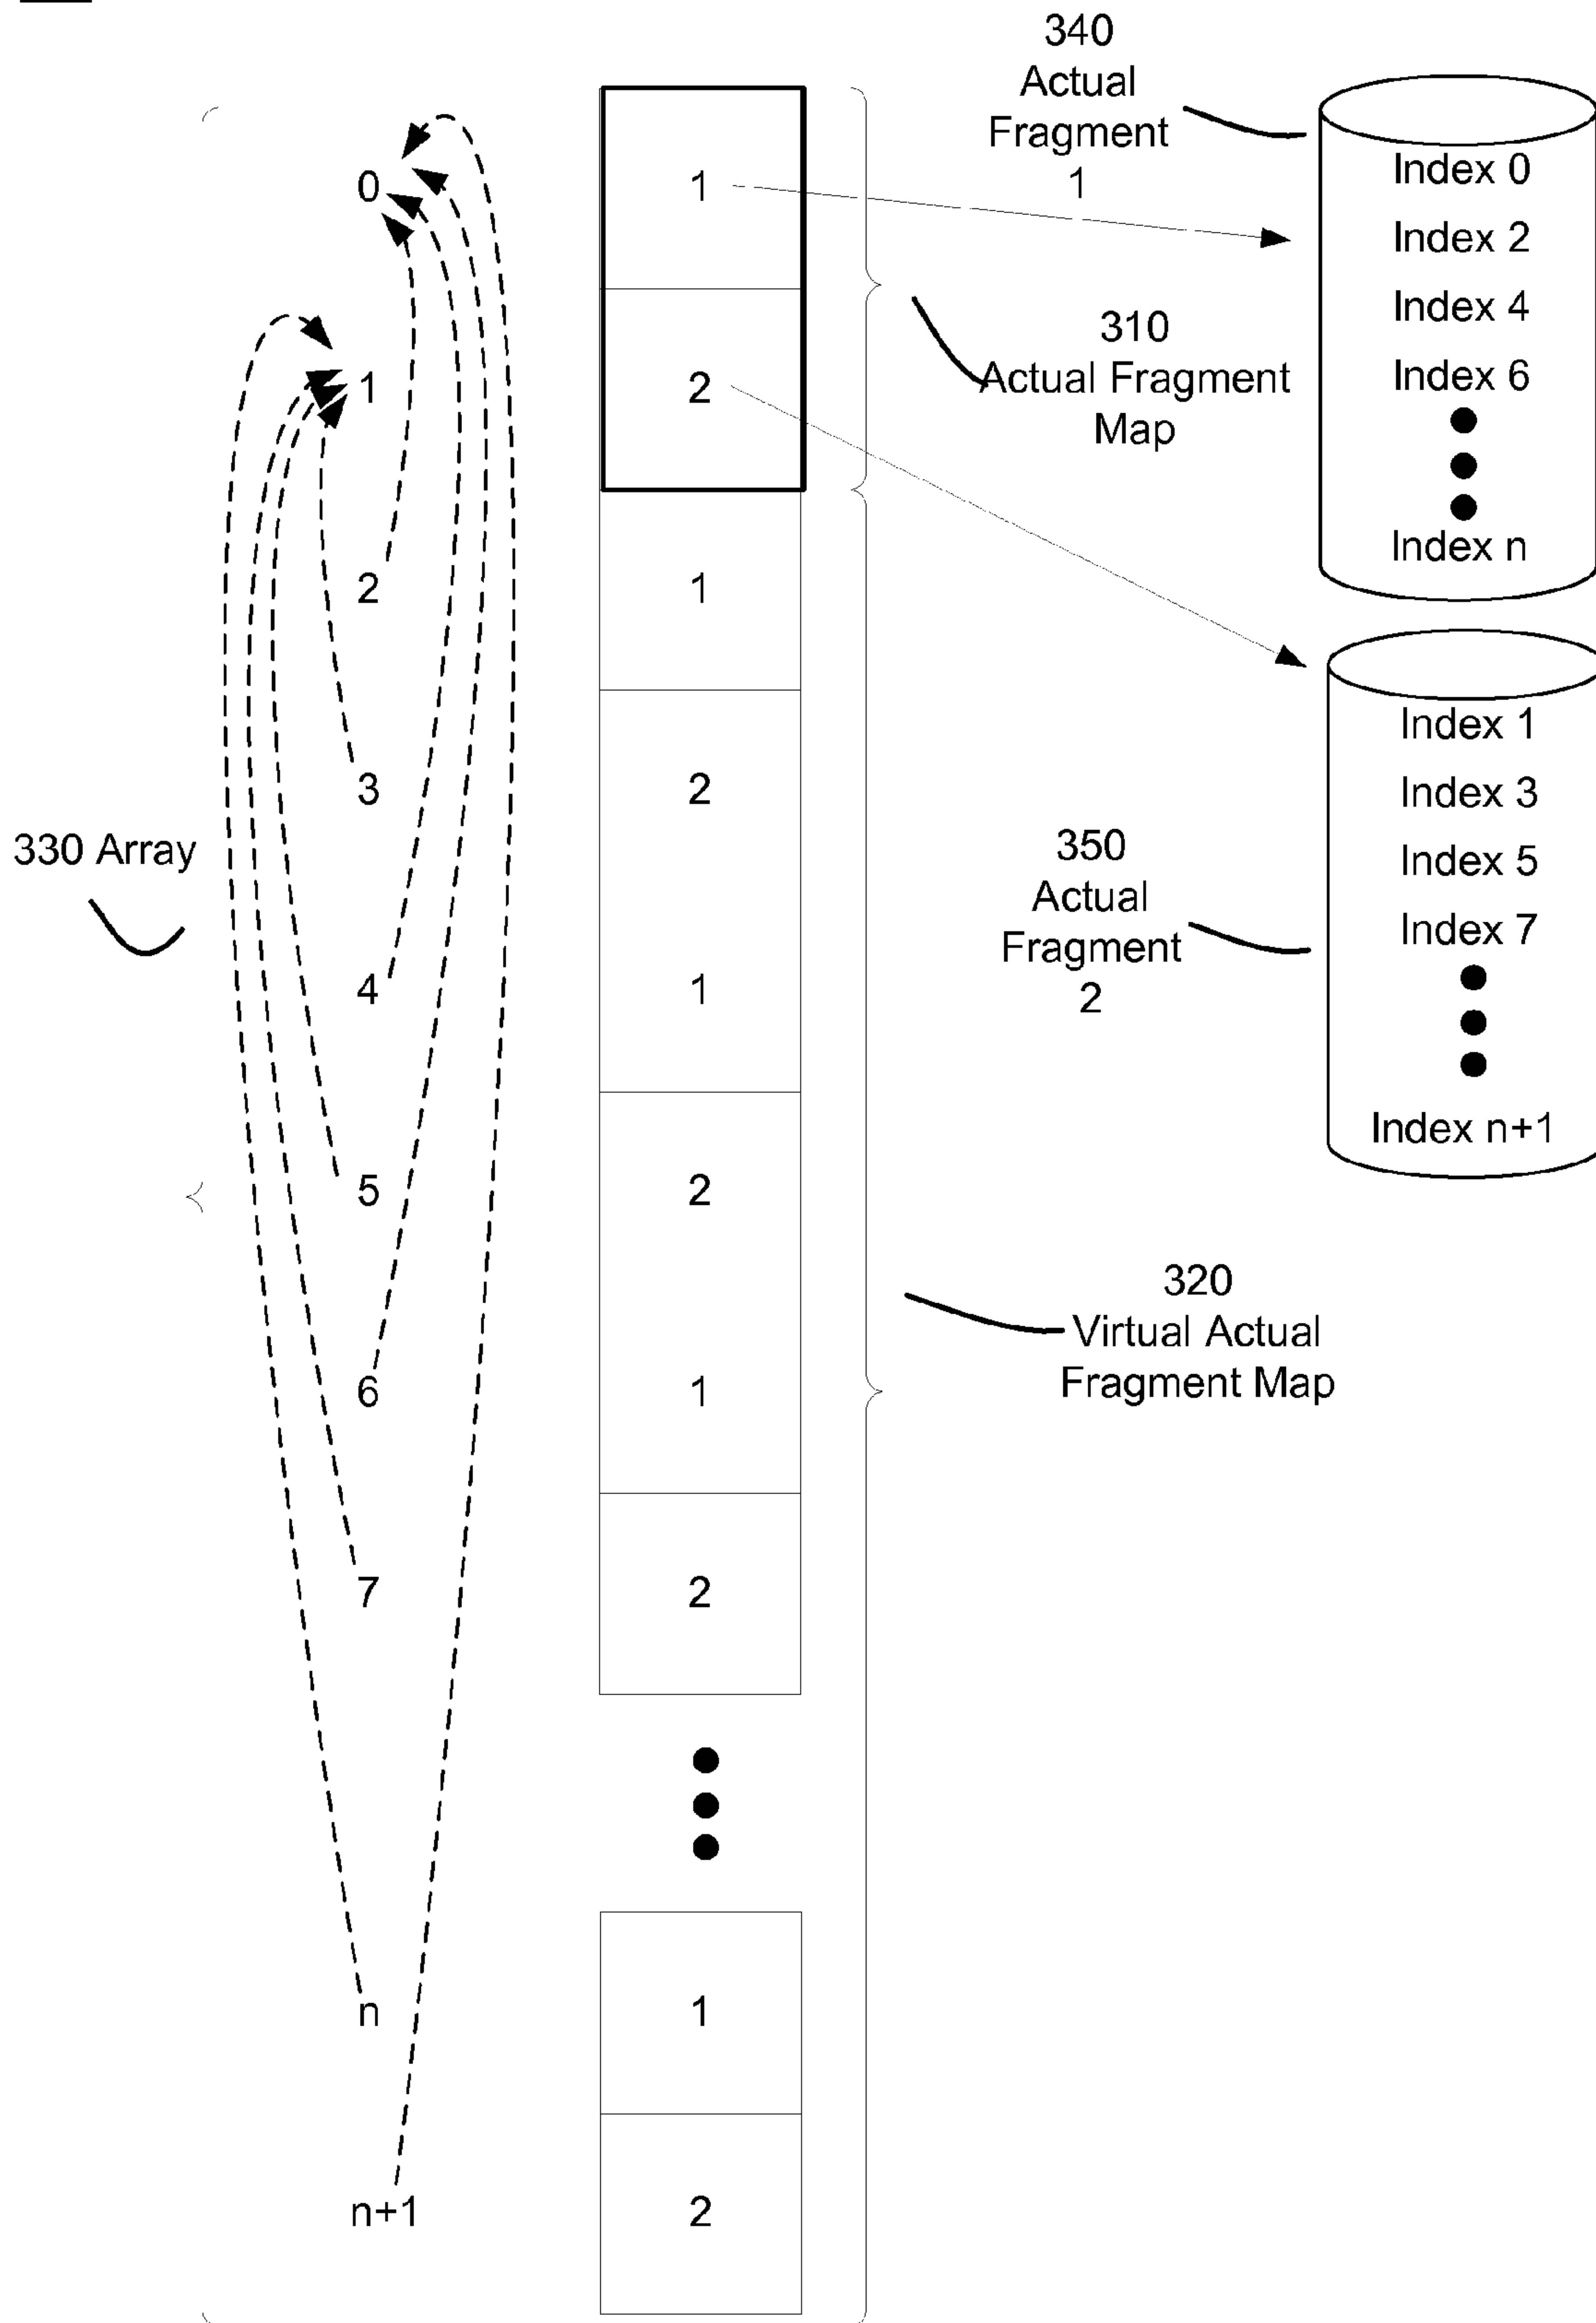 340
Actual
Fragment
1
Index 0
Index 2
Index 4
Index 6
Index n
0
1
2
3
4
5
6
7
n
n+1
1
2
1
2
1
2
1
2
1
2
310
Actual Fragment
Map
330 Array
350
Actual
Fragment
2
Index 1
Index 3
Index 5
Index 7
Index n+1
320
Virtual Actual
Fragment Map